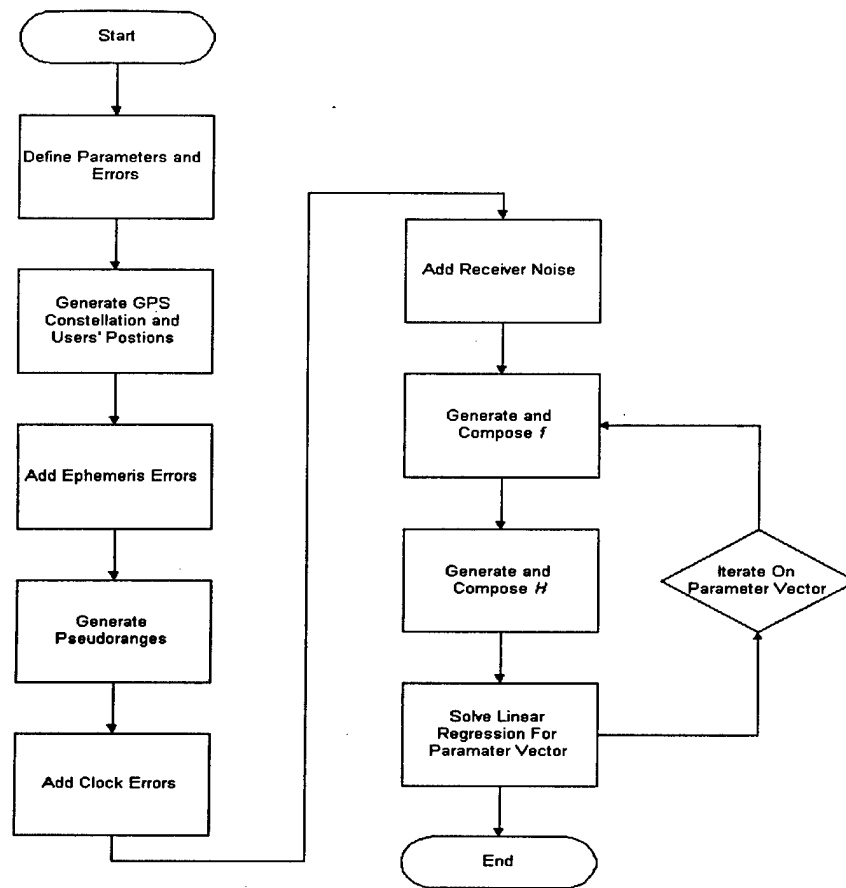 Start
Define Parameters and
Errors
Generate GPS
Constellation and
Users' Postions
Add Ephemeris Errors
Generate
Pseudoranges
Add Clock Errors
Add Receiver Noise
Generate and
Compose f
Generate and
Compose H
Solve Linear
Regression For
Paramater Vector
Iterate On
Parameter Vector
End